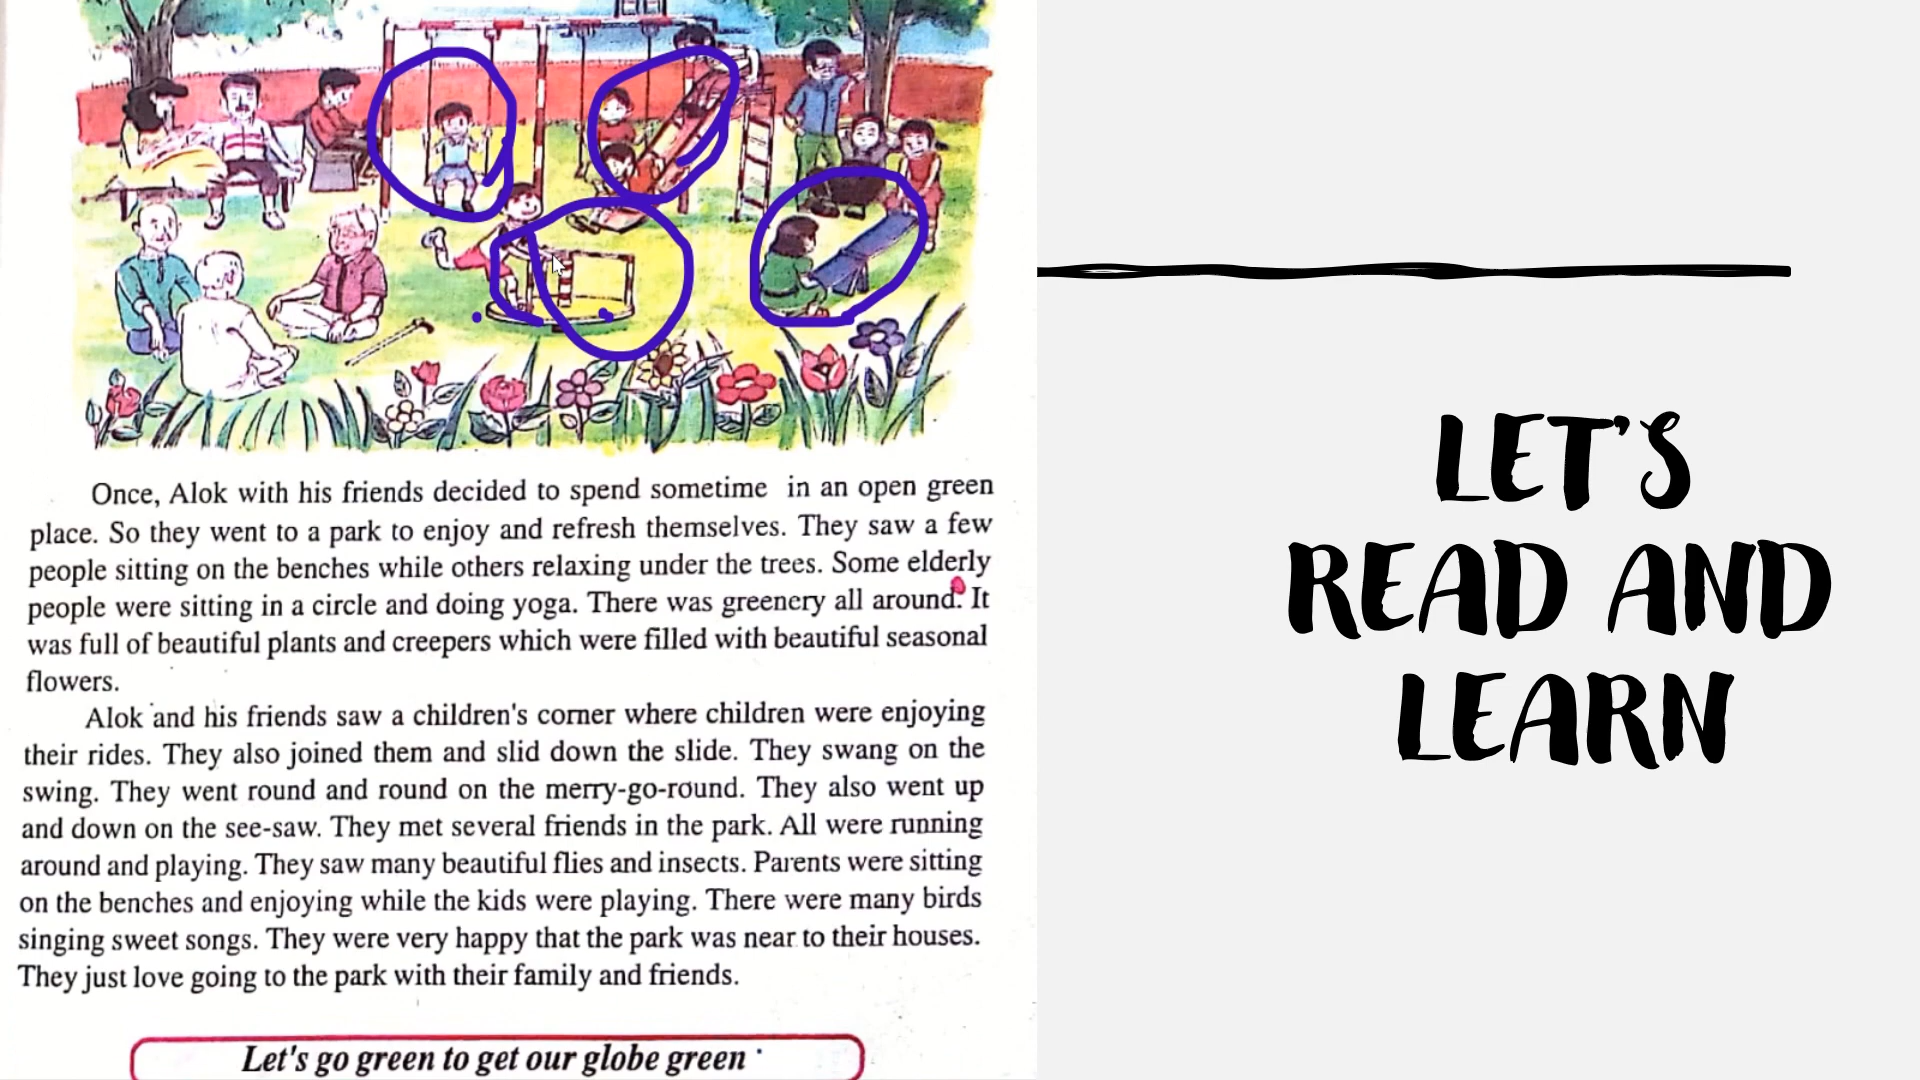 Once, Alok with his friends decided to spend sometime in an open green
place. So they went to a park to enjoy and refresh themselves. They saw a few
people sitting on the benches while others relaxing under the trees. Some elderly
people were sitting in a circle and doing yoga. There was greenery all around. It
was full of beautiful plants and creepers which were filled with beautiful seasonal
flowers.
Alok and his friends saw a children's corner where children were enjoying
their rides. They also joined them and slid down the slide. They swang on the
swing. They went round and round on the merry-go-round. They also went up
and down on the see-saw. They met several friends in the park. All were running
around and playing. They saw many beautiful flies and insects. Parents were sitting
on the benches and enjoying while the kids were playing. There were many birds
singing sweet songs. They were very happy that the park was near to their houses.
They just love going to the park with their family and friends.
Let's go green to get our globe green
LET'S
READ AND
LEARN